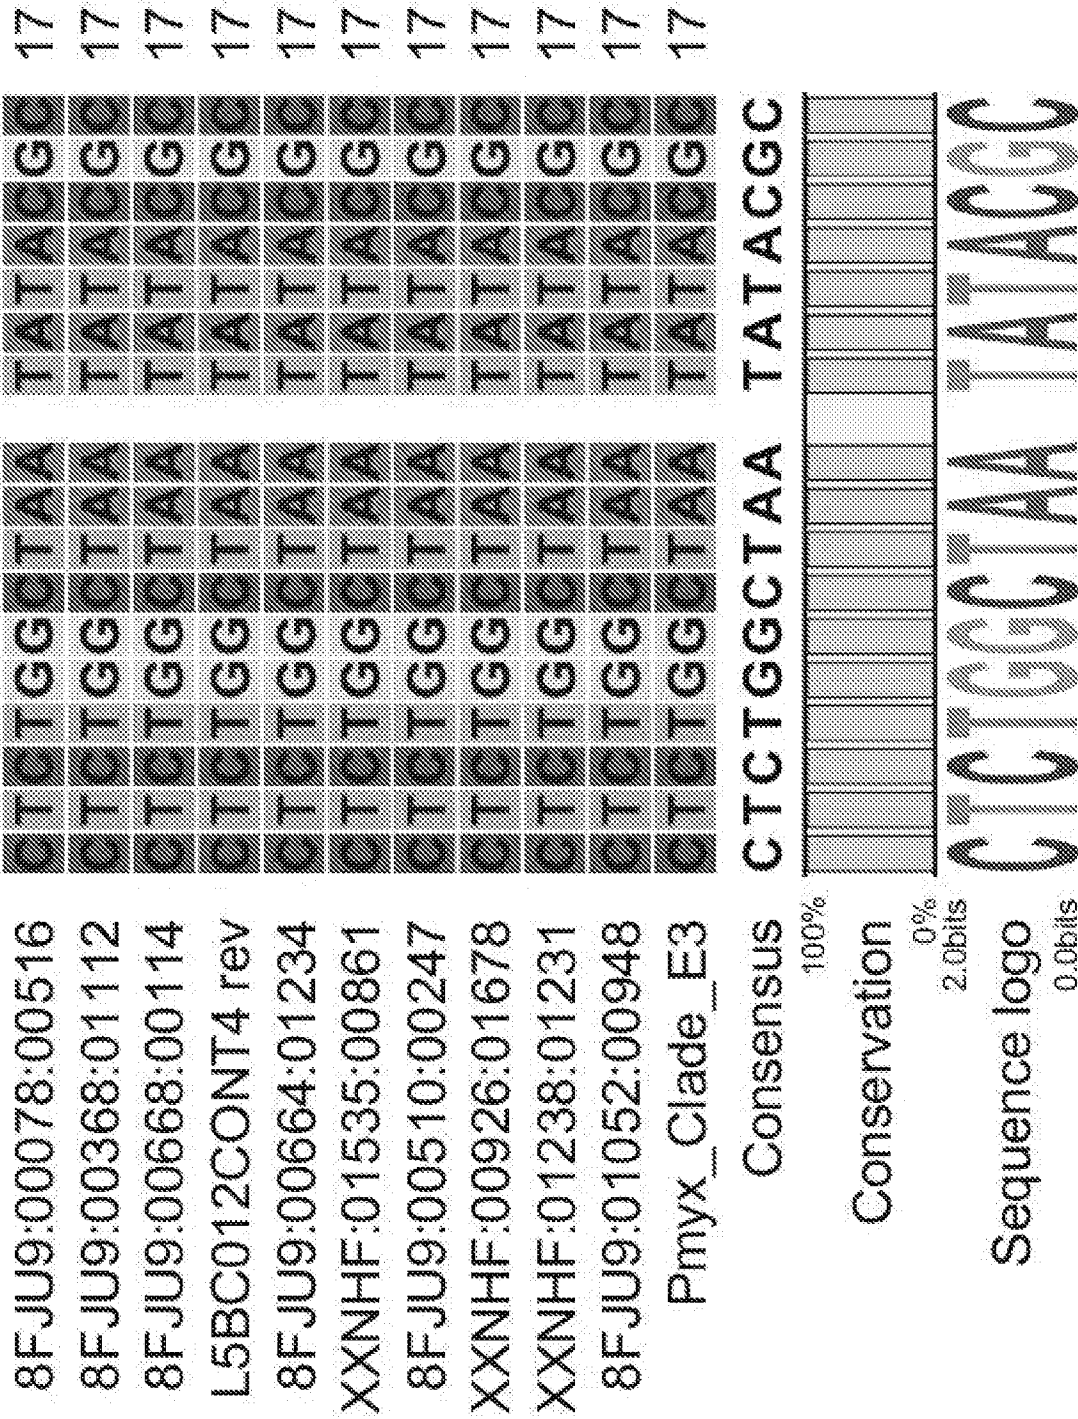 8FJU9:00078:00516 CTCTGGCTAA TATACGC 17
8FJU9:00368:01112 CTCTGGCTAA TATACGC 17
8FJU9:00668:00114 CTCTGGCTAA TATACGC 17
L5BC012CONT4 rev CTCTGGCTAA TATACGC 17
8FJU9:00664:01234 CTCTGGCTAA TATACGC 17
XXNHF:01535:00861 CTCTGGCTAA TATACGC 17
8FJU9:00510:00247 CTCTGGCTAA TATACGC 17
XXNHF:00926:01678 CTCTGGCTAA TATACGC 17
XXNHF:01238:01231 CTCTGGCTAA TATACGC 17
8FJU9:01052:00948 CTCTGGCTAA TATACGC 17
Pmyx_Clade_E3 CTCTGGCTAA TATACGC 17
Consensus CTCTGGCTAA TATACGC
100%
Conservation
0%
2.0bits
Sequence logo CTCTGGCTAA TATACGC
0.0bits